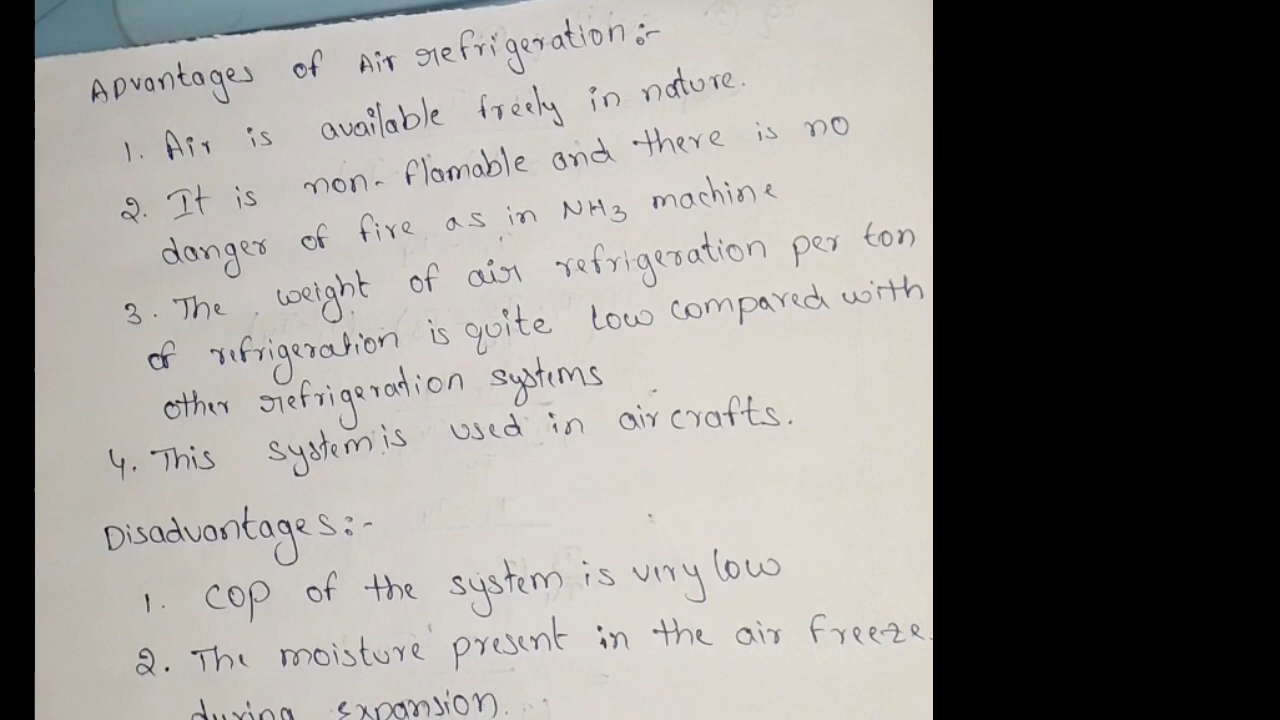 Advantages of Air refrigeration:-
1. Air is available freely in nature.
2. It is non-flamable and there is no
danger of fire as in NH3 machine
3. The weight of air refrigeration per ton
of refrigeration is quite low compared with
other refrigeration systems
4. This system is used in aircrafts.
Disadvantages:-
1. COP of the system is very low
2. The moisture present in the air freeze
during expansion.